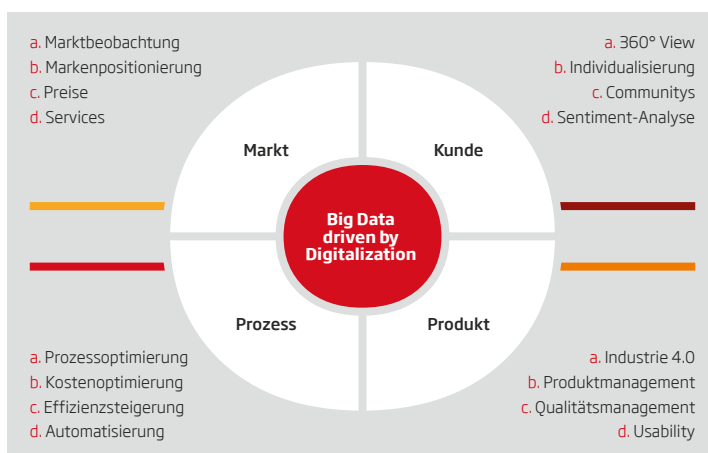 a. Marktbeobachtung
b. Markenpositionierung
c. Preise
d. Services
a. 360° View
b. Individualisierung
c. Communitys
d. Sentiment-Analyse
Markt
Kunde
Big Data
driven by
Digitalization
Prozess
Produkt
a. Prozessoptimierung
b. Kostenoptimierung
c. Effizienzsteigerung
d. Automatisierung
a. Industrie 4.0
b. Produktmanagement
c. Qualitätsmanagement
d. Usability